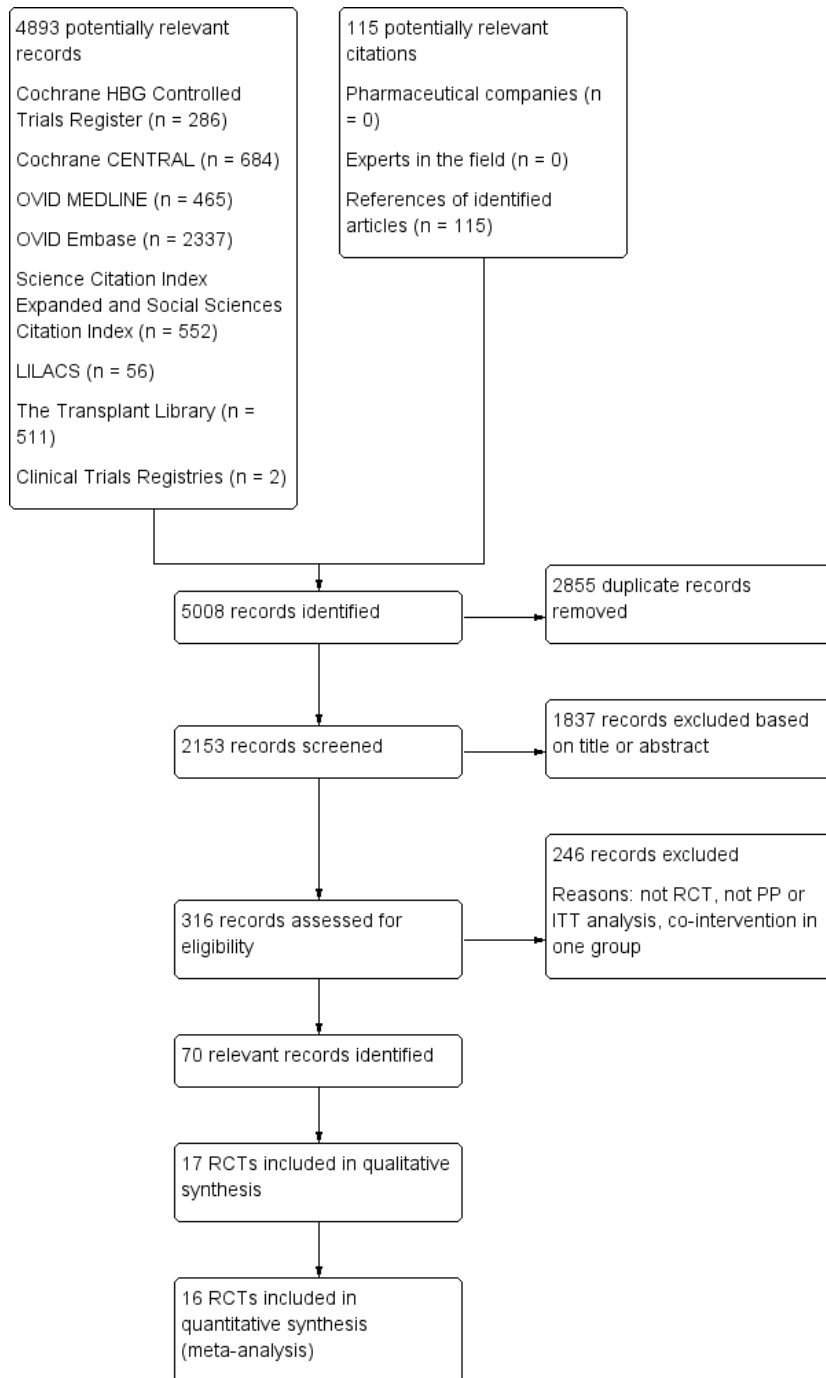 4893 potentially relevant
records
Cochrane HBG Controlled
Trials Register (n = 286)
Cochrane CENTRAL (n = 684)
OVID MEDLINE (n = 465)
OVID Embase (n = 2337)
Science Citation Index
Expanded and Social Sciences
Citation Index (n = 552)
LILACS (n = 56)
The Transplant Library (n =
511)
Clinical Trials Registries (n = 2)
115 potentially relevant
citations
Pharmaceutical companies (n
= 0)
Experts in the field (n = 0)
References of identified
articles (n = 115)
5008 records identified
2855 duplicate records
removed
2153 records screened
1837 records excluded based
on title or abstract
316 records assessed for
eligibility
246 records excluded
Reasons: not RCT, not PP or
ITT analysis, co-intervention in
one group
70 relevant records identified
17 RCTs included in qualitative
synthesis
16 RCTs included in
quantitative synthesis
(meta-analysis)